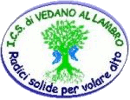 I.C.S. di VEDANO AL LAMBRO
Radici solide per volare alto